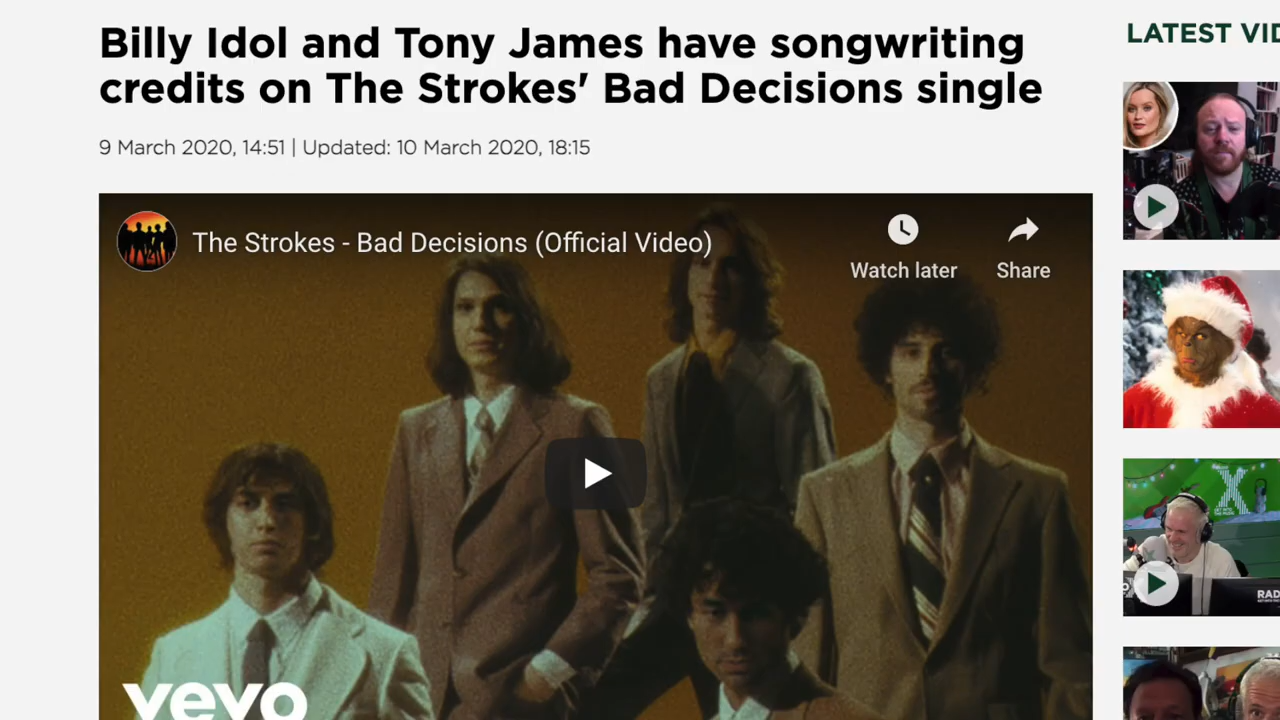 Billy Idol and Tony James have songwriting
credits on The Strokes' Bad Decisions single
9 March 2020, 14:51 | Updated: 10 March 2020, 18:15
LATEST VID
The Strokes - Bad Decisions (Official Video)
Watch later
Share
vevo
X
RAD